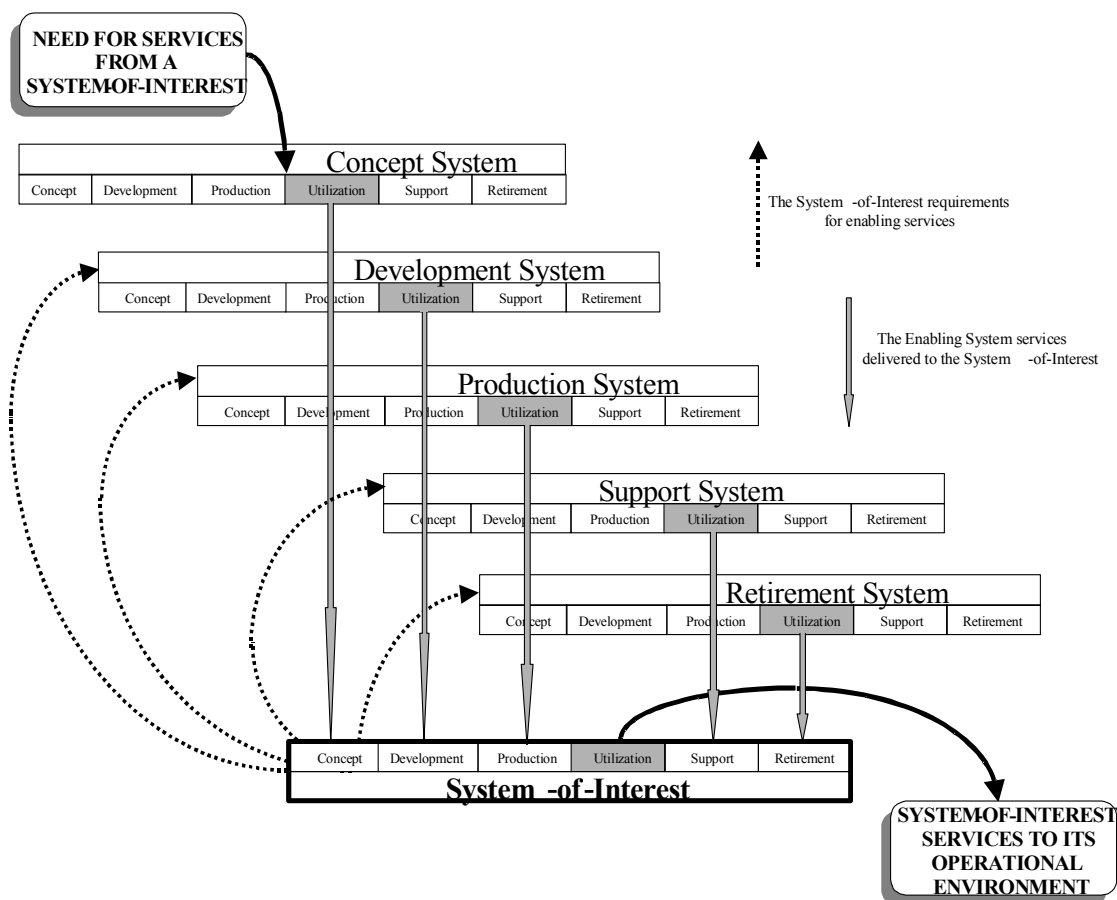 NEED FOR SERVICES
FROM A
SYSTEM-OF-INTEREST
Concept System
Concept Development Production Utilization Support Retirement
The System -of-Interest requirements
for enabling services
Development System
Concept Development Production Utilization Support Retirement
The Enabling System services
delivered to the System -of-Interest
Production System
Concept Development Production Utilization Support Retirement
Support System
Concept Development Production Utilization Support Retirement
Retirement System
Concept Development Production Utilization Support Retirement
Concept Development Production Utilization Support Retirement
System -of-Interest
SYSTEM-OF-INTEREST
SERVICES TO ITS
OPERATIONAL
ENVIRONMENT